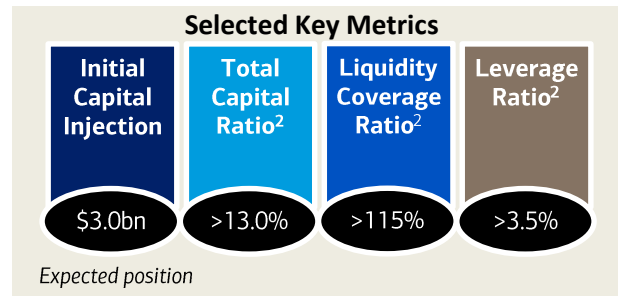 Selected Key Metrics
Initial
Capital
Injection
Total
Capital
Ratio²
Liquidity
Coverage
Ratio²
Leverage
Ratio²
$3.0bn
>13.0%
>115%
>3.5%
Expected position